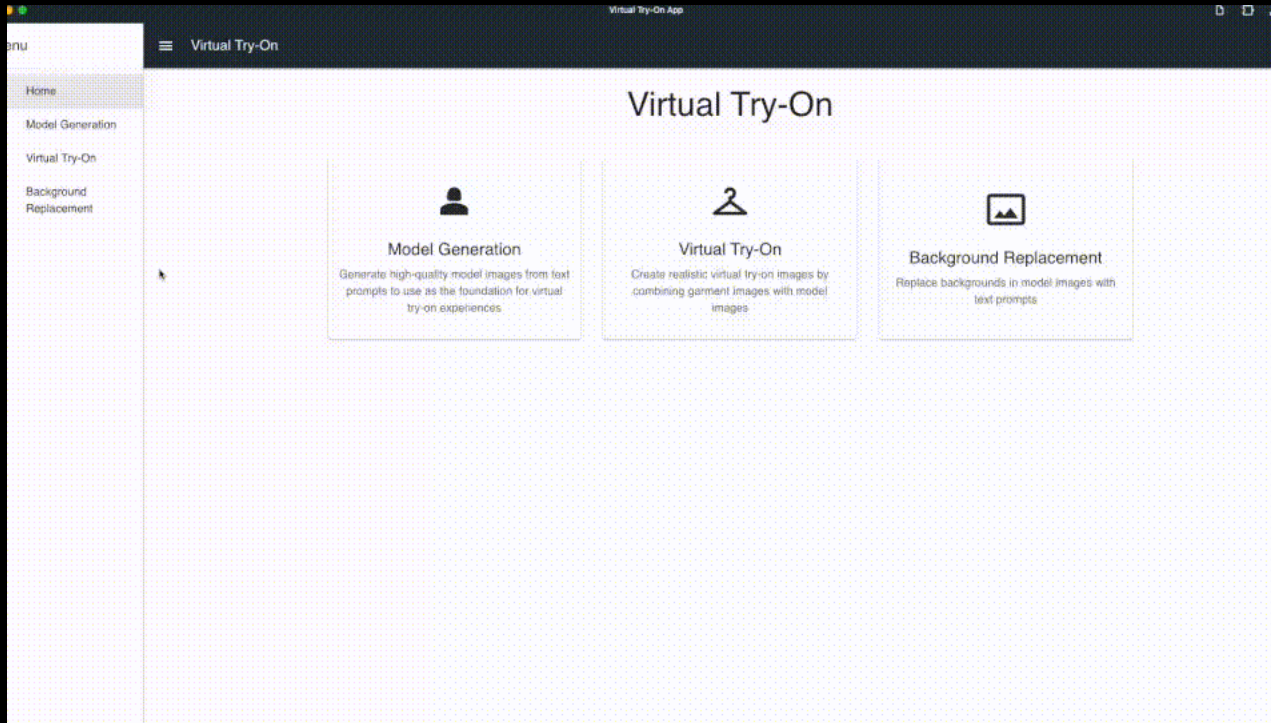 Virtual Try-On App
enu
Virtual Try-On
Home
Model Generation
Virtual Try-On
Background
Replacement
Virtual Try-On
Model Generation
Generate high-quality model images from text
prompts to use as the foundation for virtual
try-on experiences
Virtual Try-On
Create realistic virtual try-on images by
combining garment images with model
images
Background Replacement
Replace backgrounds in model images with
text prompts